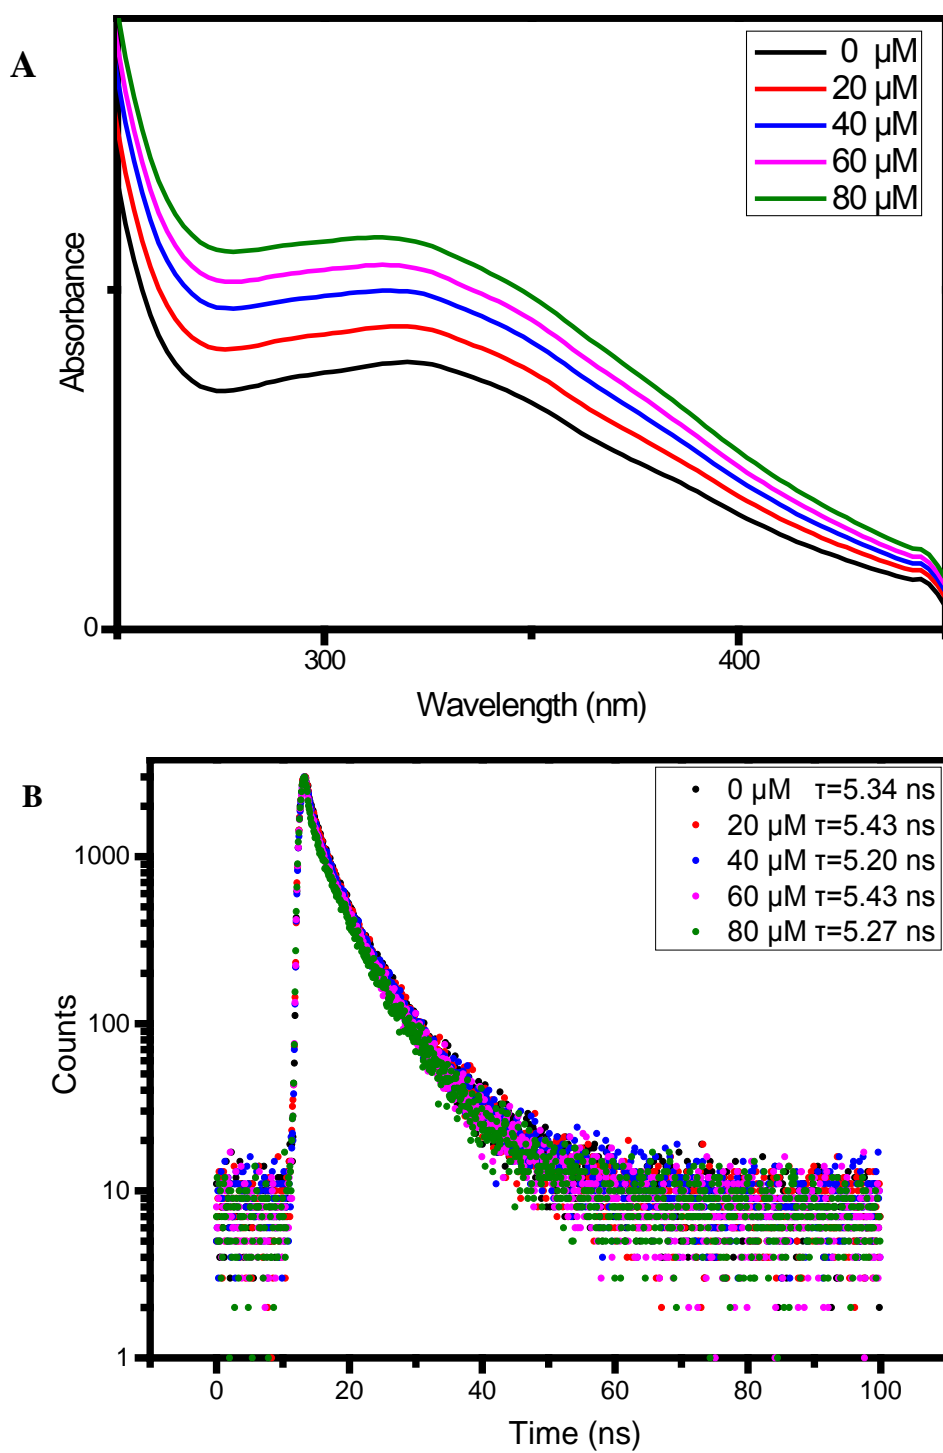 A
0 µM
20 µM
40 µM
60 µM
80 µM
Absorbance
0
300
400
Wavelength (nm)
B
0 µM τ=5.34 ns
20 µM τ=5.43 ns
40 µM τ=5.20 ns
60 µM τ=5.43 ns
80 µM τ=5.27 ns
1000
100
10
1
Counts
0
20
40
60
80
100
Time (ns)